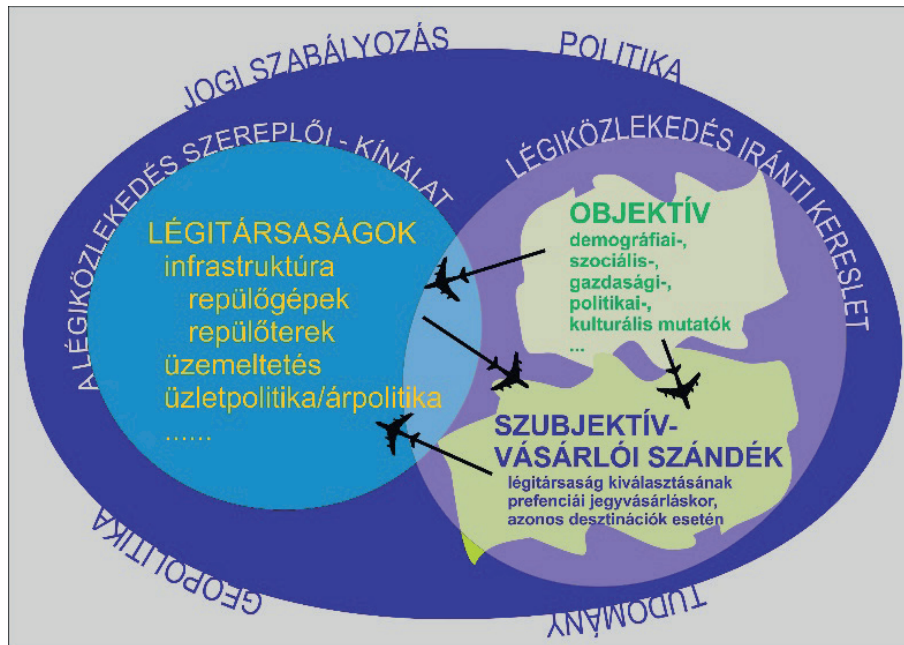 JOGI SZABÁLYOZÁS
POLITIKA
A LÉGIKÖZLEKEDÉS SZEREPLŐI - KÍNÁLAT
LÉGIKÖZLEKEDÉS IRÁNTI KERESLET
LÉGITÁRSASÁGOK
infrastruktúra
repülőgépek
repülőterek
üzemeltetés
üzletpolitika/árpolitika
......
OBJEKTÍV
demográfiai-,
szociális-,
gazdasági-,
politikai-,
kulturális mutatók
...
SZUBJEKTÍV-
VÁSÁRLÓI SZÁNDÉK
légitársaság kiválasztásának
prefenciái jegyvásárláskor,
azonos desztinációk esetén
GEOPOLITIKA
TUDOMÁNY